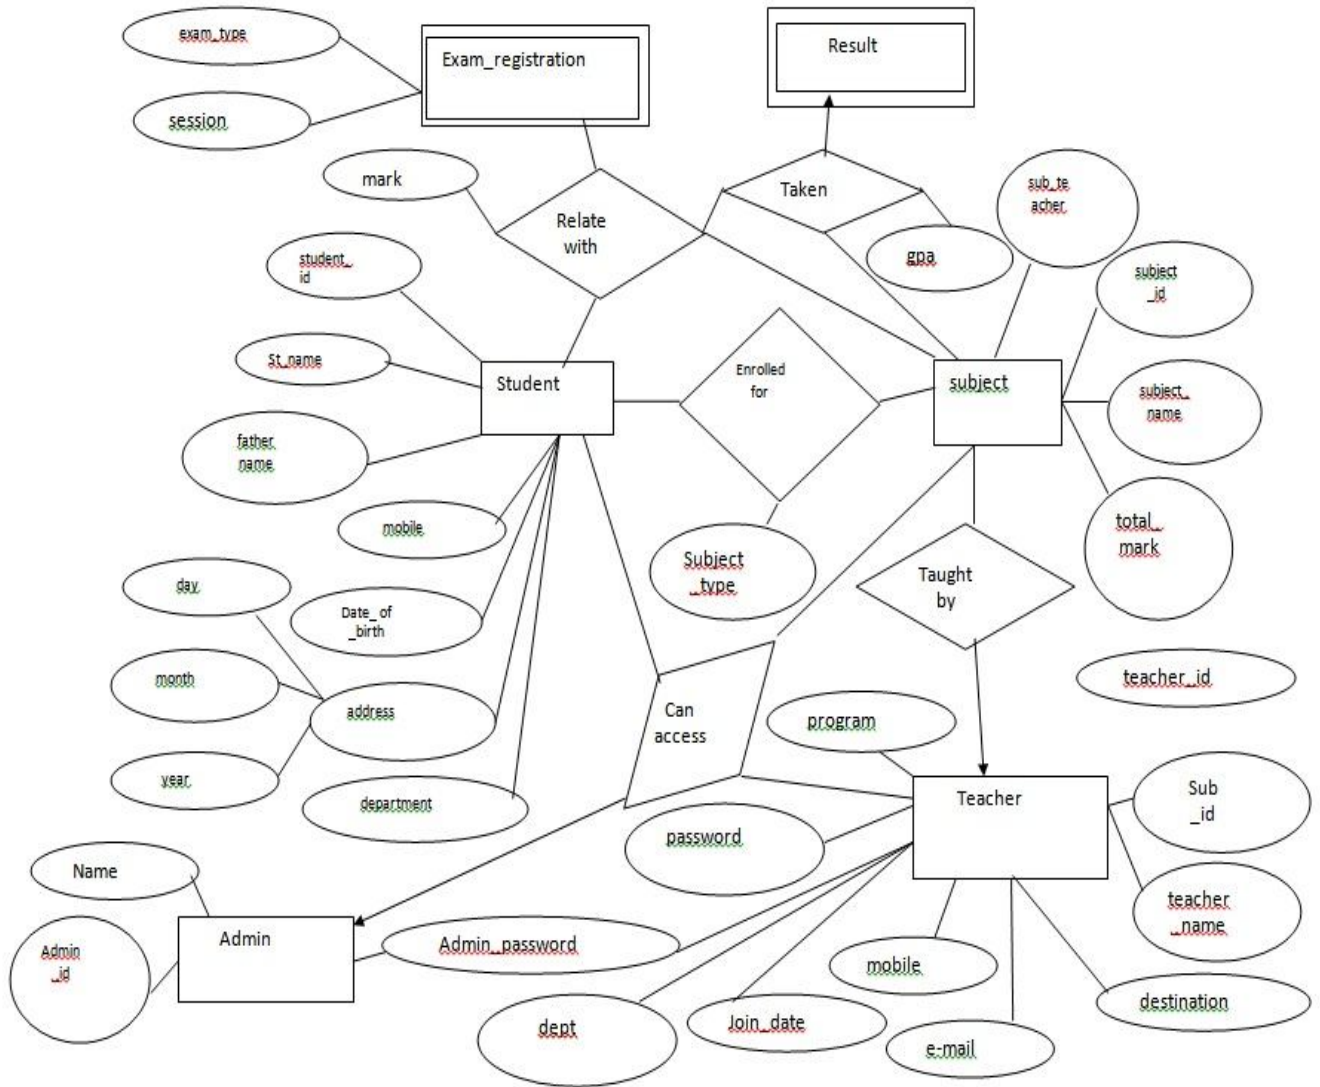 exam_type
Exam_registration
Result
session
mark
Relate
with
Taken
sub_te
acher
gpa
student_
id
subject
_id
St_name
Student
Enrolled
for
subject
subject_
name
father
name
mobile
Subject
_type
total_
mark
Taught
by
day
Date_of
_birth
month
address
Can
access
teacher_id
program
year
department
Teacher
Sub
_id
password
Name
teacher
_name
Admin
_id
Admin
Admin_password
mobile
destination
dept
Join_date
e-mail